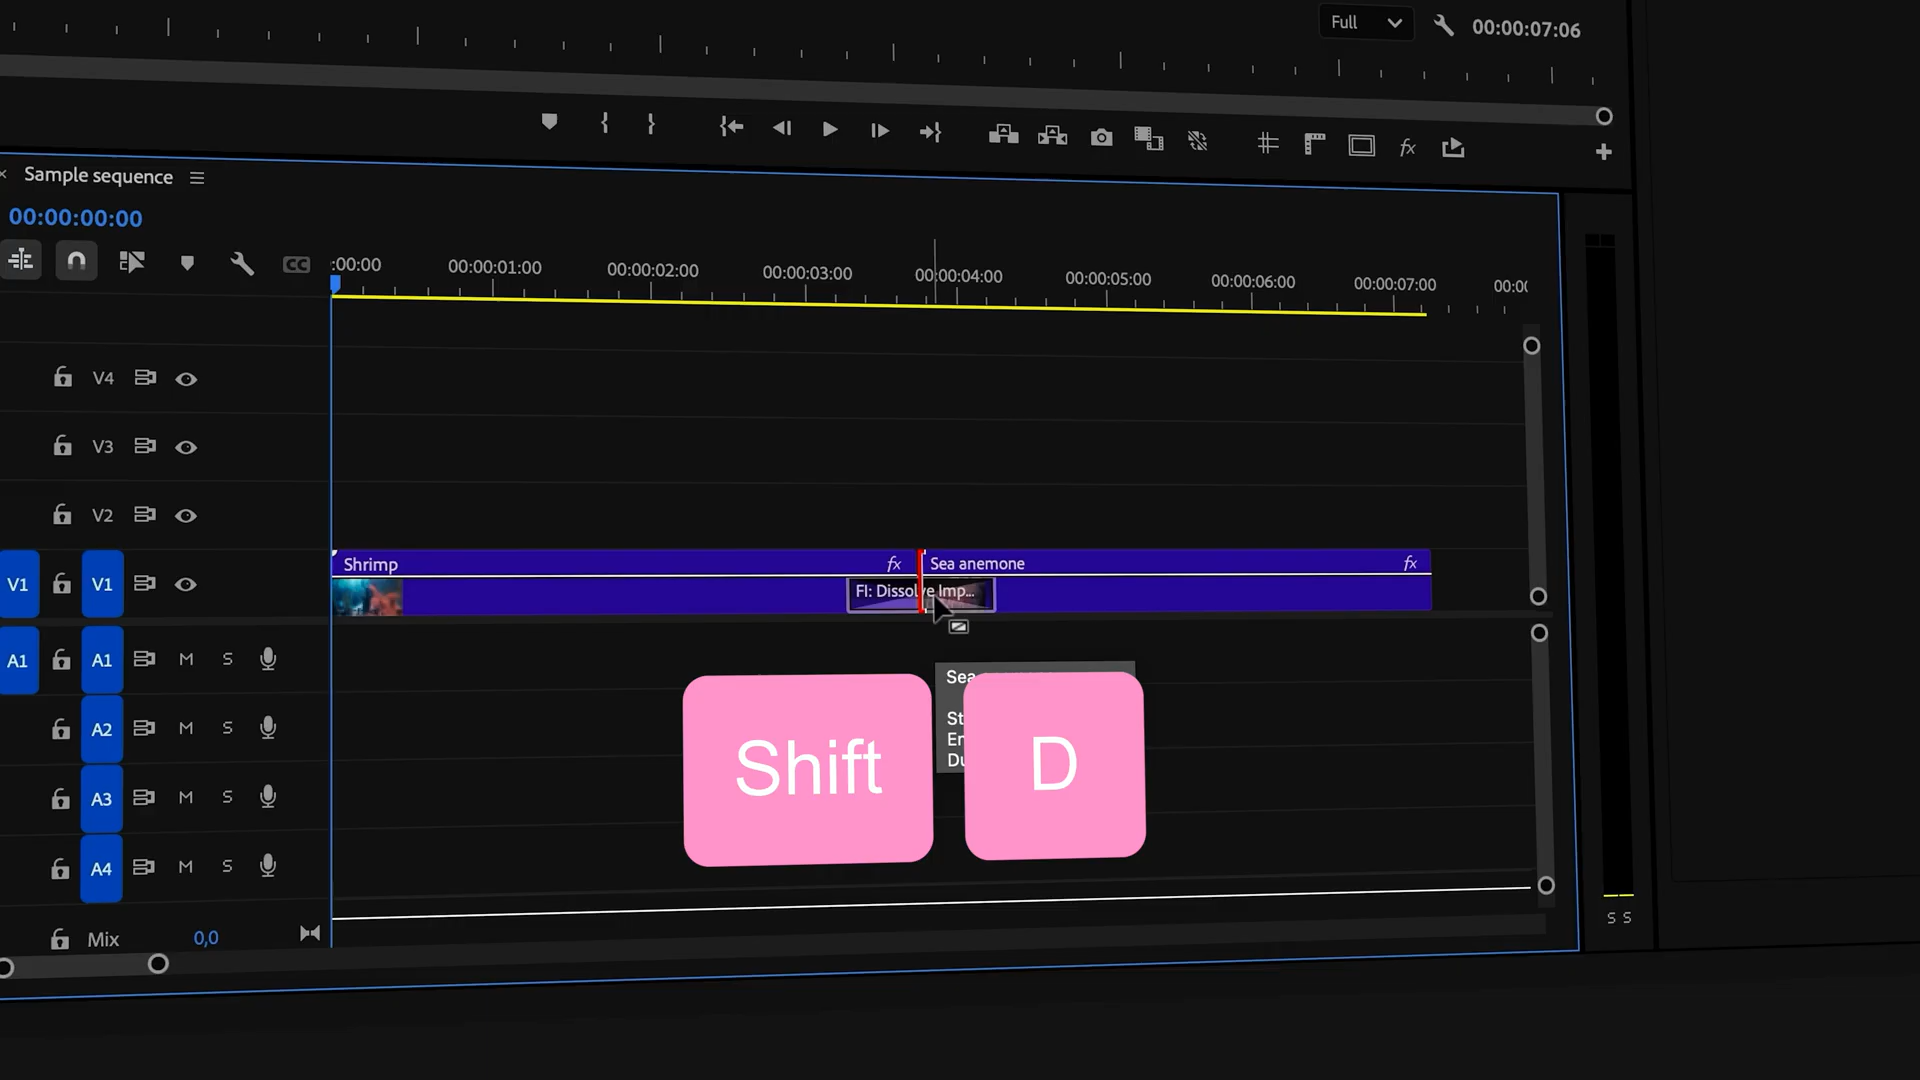 Full
00:00:07:06
Sample sequence
00:00:00:00
:00:00
00:00:01:00
00:00:02:00
00:00:03:00
00:00:04:00
00:00:05:00
00:00:06:00
00:00:07:00
00:0
CC
V4
V3
V2
Shrimp
fx
Sea anemone
fx
V1
V1
FI: Dissolve Imp...
A1
A1
M
S
Sea
St
En
Du
Shift
D
A2
M
S
A3
M
S
A4
M
S
S S
Mix
0,0